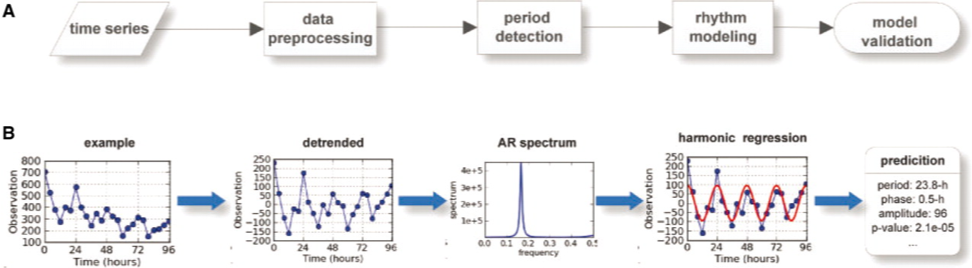 A
time series
data
preprocessing
period
detection
rhythm
modeling
model
validation
B
example
800
700
600
500
400
300
200
100
Observation
0 24 48 72 96
Time (hours)
detrended
250
200
150
100
50
0
−50
−100
−150
−200
Observation
0 24 48 72 96
Time (hours)
AR spectrum
4e+5
3e+5
2e+5
1e+5
spectrum
0.0 0.1 0.2 0.3 0.4 0.5
frequency
harmonic regression
250
200
150
100
50
0
−50
−100
−150
−200
Observation
0 24 48 72 96
Time (hours)
predicition
period: 23.8-h
phase: 0.5-h
amplitude: 96
p-value: 2.1e-05
...